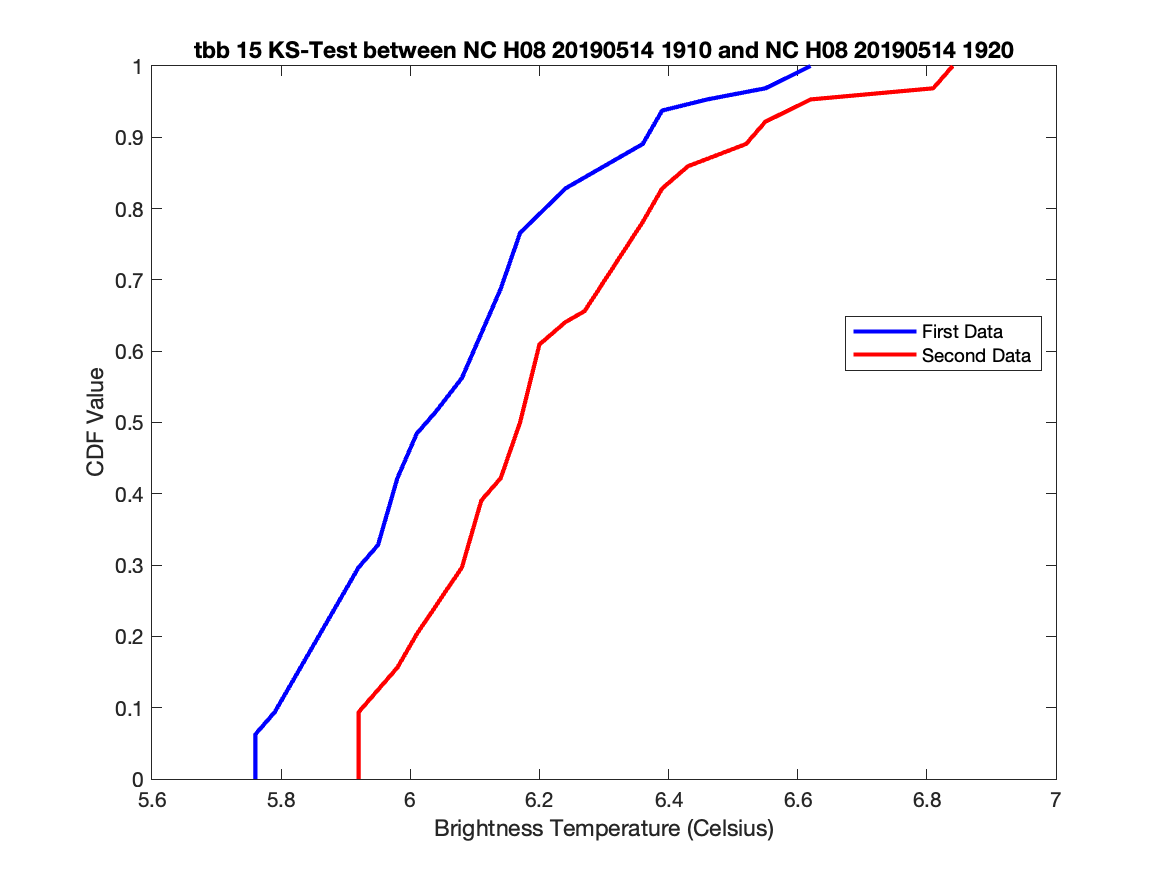 tbb 15 KS-Test between NC H08 20190514 1910 and NC H08 20190514 1920
1
0.9
0.8
0.7
0.6
0.5
0.4
0.3
0.2
0.1
0
CDF Value
First Data
Second Data
5.6 5.8 6 6.2 6.4 6.6 6.8 7
Brightness Temperature (Celsius)